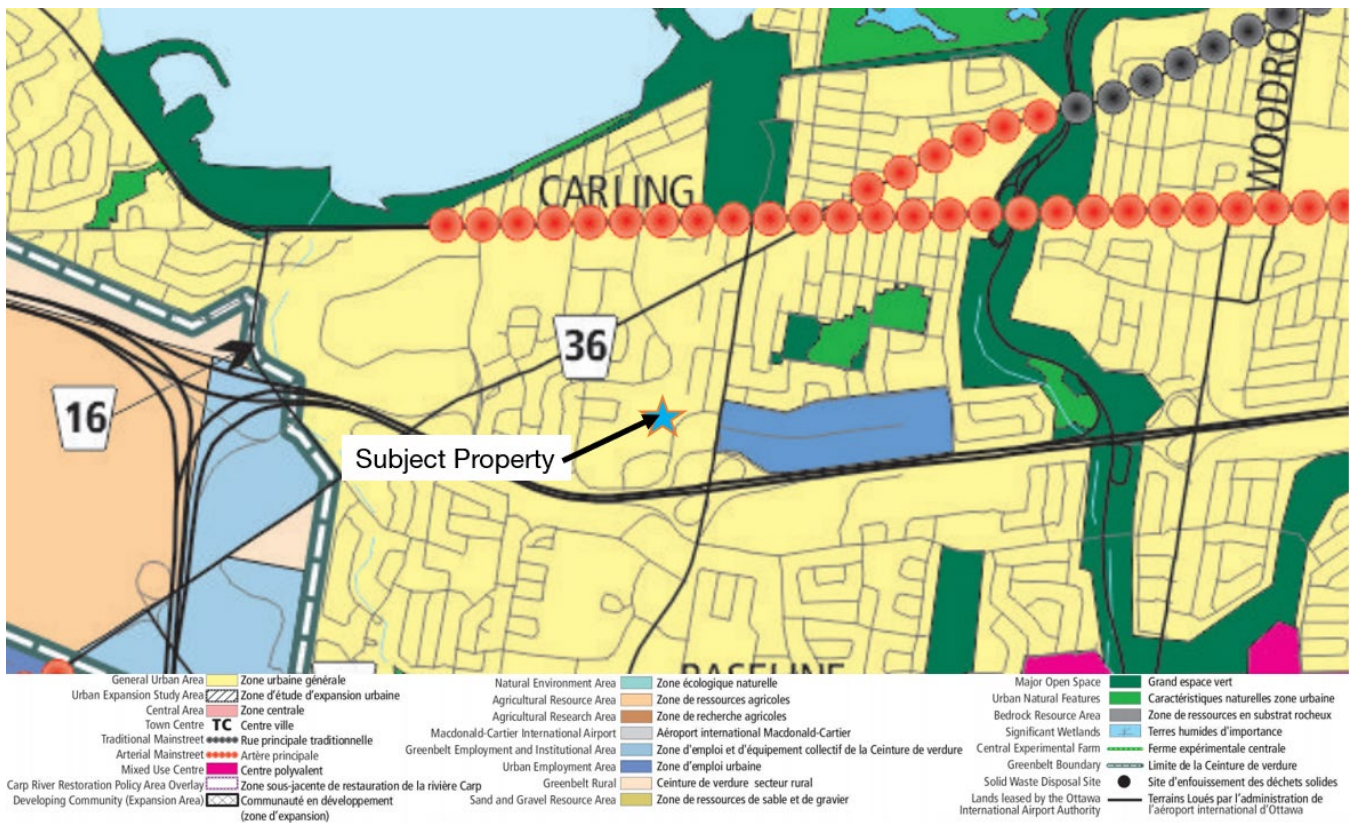 WOODRO
CARLING
36
16
Subject Property
BASELINE
General Urban Area Zone urbaine générale
Urban Expansion Study Area Zone d'étude d'expansion urbaine
Central Area Zone centrale
Town Centre TC Centre ville
Traditional Mainstreet Rue principale traditionnelle
Arterial Mainstreet Artère principale
Mixed Use Centre Centre polyvalent
Carp River Restoration Policy Area Overlay Zone sous-jacente de restauration de la rivière Carp
Developing Community (Expansion Area) Communauté en développement
(zone d'expansion)
Natural Environment Area Zone écologique naturelle
Agricultural Resource Area Zone de ressources agricoles
Agricultural Research Area Zone de recherche agricoles
Macdonald-Cartier International Airport Aéroport international Macdonald-Cartier
Greenbelt Employment and Institutional Area Zone d'emploi et d'équipement collectif de la Ceinture de verdure
Urban Employment Area Zone d'emploi urbaine
Greenbelt Rural Ceinture de verdure secteur rural
Sand and Gravel Resource Area Zone de ressources de sable et de gravier
Major Open Space Grand espace vert
Urban Natural Features Caractéristiques naturelles zone urbaine
Bedrock Resource Area Zone de ressources en substrat rocheux
Significant Wetlands Terres humides d'importance
Central Experimental Farm Ferme expérimentale centrale
Greenbelt Boundary Limite de la Ceinture de verdure
Solid Waste Disposal Site Site d'enfouissement des déchets solides
Lands leased by the Ottawa Terrains Loués par l'administration de
International Airport Authority l'aéroport international d'Ottawa